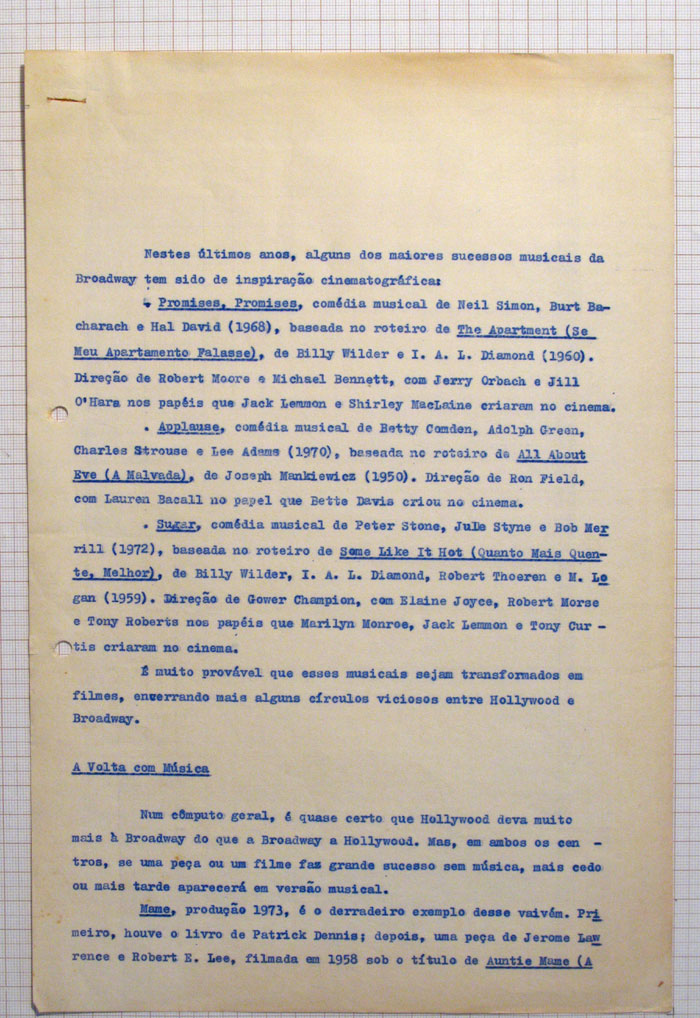 Nestes últimos anos, alguns dos maiores sucessos musicais da
Broadway tem sido de inspiração cinematográfica:
. Promises, Promises, comédia musical de Neil Simon, Burt Ba-
charach e Hal David (1968), baseada no roteiro de The Apartment (Se
Meu Apartamento Falasse), de Billy Wilder e I. A. L. Diamond (1960).
Direção de Robert Moore e Michael Bennett, com Jerry Orbach e Jill
O'Hara nos papéis que Jack Lemmon e Shirley MacLaine criaram no cinema.
. Applause, comédia musical de Betty Comden, Adolph Green,
Charles Strouse e Lee Adams (1970), baseada no roteiro de All About
Eve (A Malvada), de Joseph Mankiewicz (1950). Direção de Ron Field,
com Lauren Bacall no papel que Bette Davis criou no cinema.
. Sugar, comédia musical de Peter Stone, Jule Styne e Bob Mer
rill (1972), baseada no roteiro de Some Like It Hot (Quanto Mais Quen-
te, Melhor), de Billy Wilder, I. A. L. Diamond, Robert Thoeren e M. Lo
gan (1959). Direção de Gower Champion, com Elaine Joyce, Robert Morse
e Tony Roberts nos papéis que Marilyn Monroe, Jack Lemmon e Tony Cur -
tis criaram no cinema.
É muito provável que esses musicais sejam transformados em
filmes, encerrando mais alguns círculos viciosos entre Hollywood e
Broadway.
A Volta com Música
Num cômputo geral, é quase certo que Hollywood deva muito
mais à Broadway do que a Broadway a Hollywood. Mas, em ambos os cen -
tros, se uma peça ou um filme faz grande sucesso sem música, mais cedo
ou mais tarde aparecerá em versão musical.
Mame, produção 1973, é o derradeiro exemplo desse vaivém. Pri
meiro, houve o livro de Patrick Dennis; depois, uma peça de Jerome Law
rence e Robert E. Lee, filmada em 1958 sob o título de Auntie Mame (A